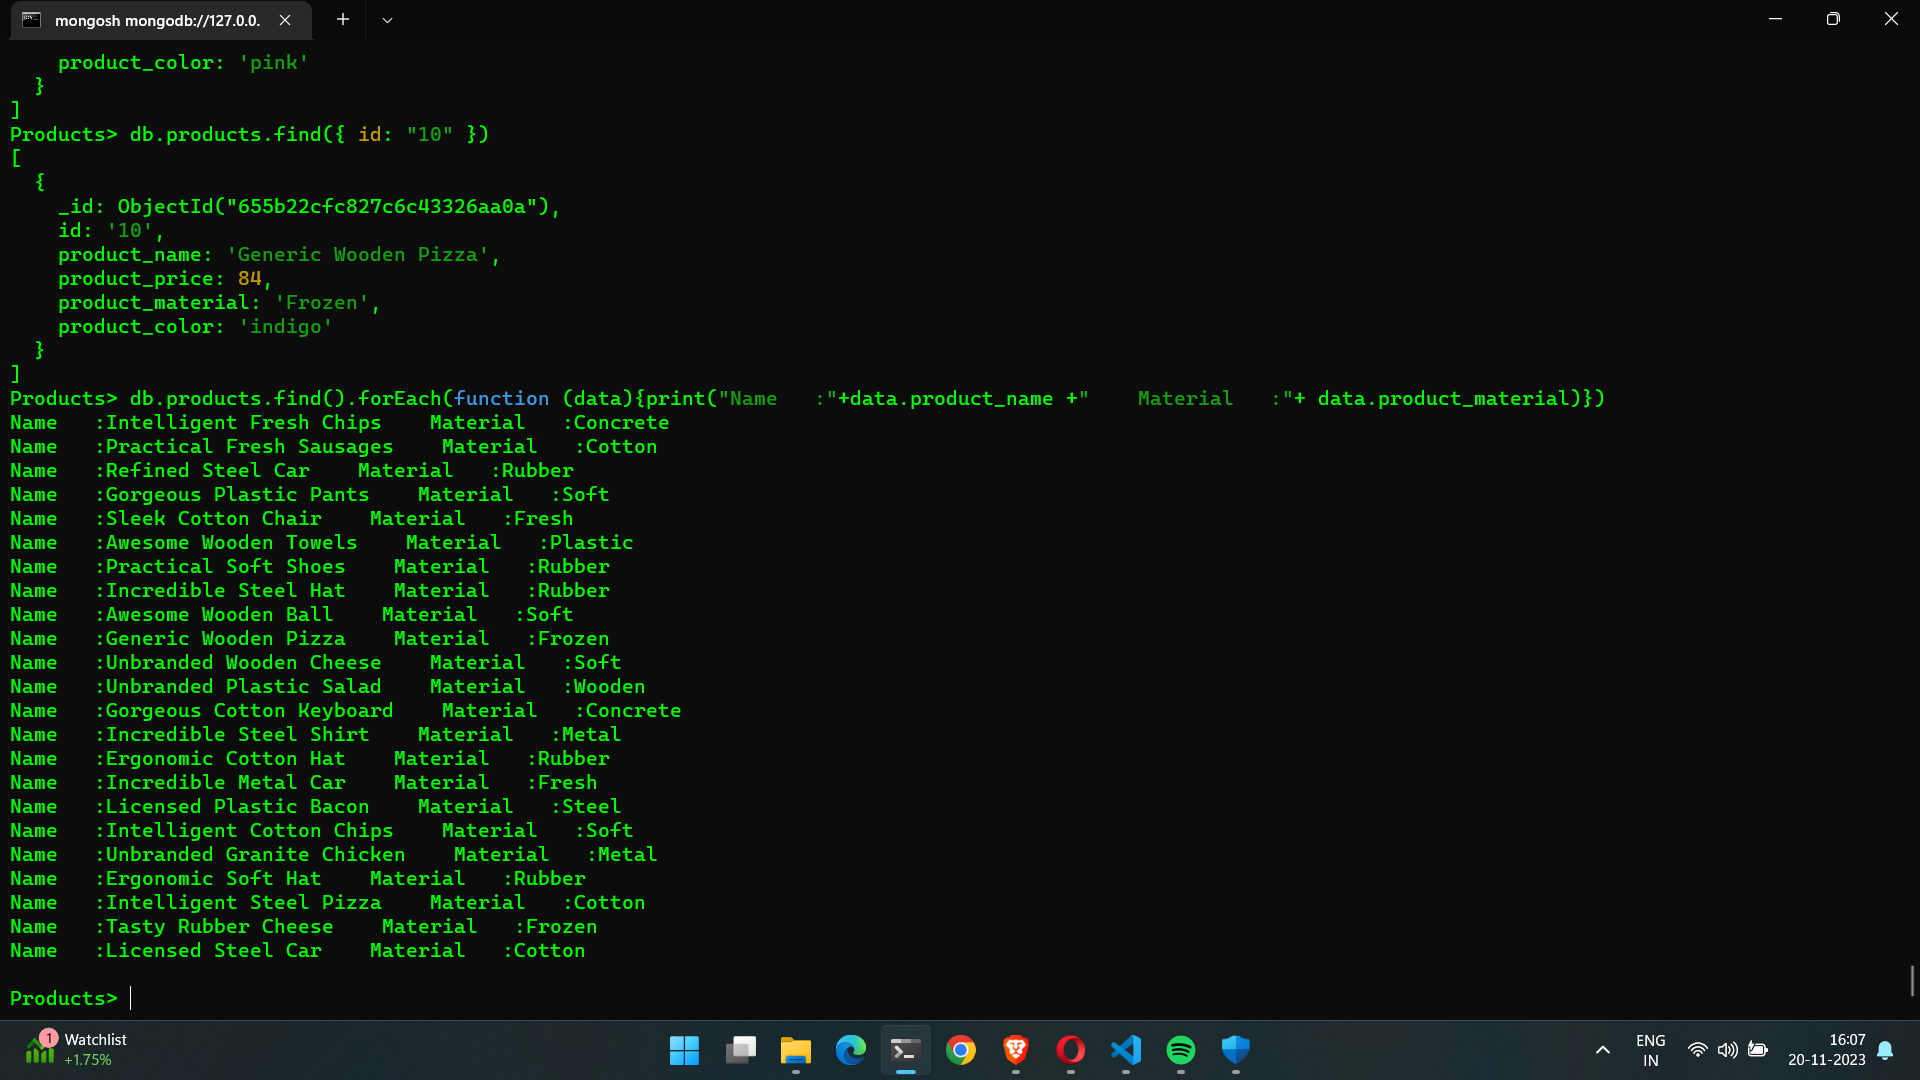 mongosh mongodb://127.0.0.
    product_color: 'pink'
  }
]
Products> db.products.find({ id: "10" })
[
  {
    _id: ObjectId("655b22cfc827c6c43326aa0a"),
    id: '10',
    product_name: 'Generic Wooden Pizza',
    product_price: 84,
    product_material: 'Frozen',
    product_color: 'indigo'
  }
]
Products> db.products.find().forEach(function (data){print("Name   :"+data.product_name +"    Material   :"+ data.product_material)})
Name   :Intelligent Fresh Chips    Material   :Concrete
Name   :Practical Fresh Sausages    Material   :Cotton
Name   :Refined Steel Car    Material   :Rubber
Name   :Gorgeous Plastic Pants    Material   :Soft
Name   :Sleek Cotton Chair    Material   :Fresh
Name   :Awesome Wooden Towels    Material   :Plastic
Name   :Practical Soft Shoes    Material   :Rubber
Name   :Incredible Steel Hat    Material   :Rubber
Name   :Awesome Wooden Ball    Material   :Soft
Name   :Generic Wooden Pizza    Material   :Frozen
Name   :Unbranded Wooden Cheese    Material   :Soft
Name   :Unbranded Plastic Salad    Material   :Wooden
Name   :Gorgeous Cotton Keyboard    Material   :Concrete
Name   :Incredible Steel Shirt    Material   :Metal
Name   :Ergonomic Cotton Hat    Material   :Rubber
Name   :Incredible Metal Car    Material   :Fresh
Name   :Licensed Plastic Bacon    Material   :Steel
Name   :Intelligent Cotton Chips    Material   :Soft
Name   :Unbranded Granite Chicken    Material   :Metal
Name   :Ergonomic Soft Hat    Material   :Rubber
Name   :Intelligent Steel Pizza    Material   :Cotton
Name   :Tasty Rubber Cheese    Material   :Frozen
Name   :Licensed Steel Car    Material   :Cotton
Products>
1
Watchlist
+1.75%
ENG
IN
16:07
20-11-2023